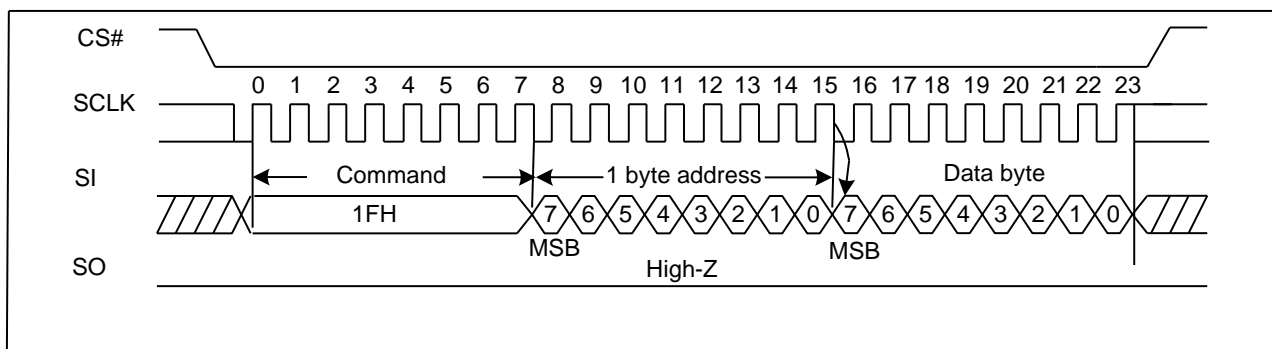 CS#
0 1 2 3 4 5 6 7 8 9 10 11 12 13 14 15 16 17 18 19 20 21 22 23
SCLK
SI Command 1 byte address Data byte
1FH 7 6 5 4 3 2 1 0 7 6 5 4 3 2 1 0
MSB MSB
SO High-Z